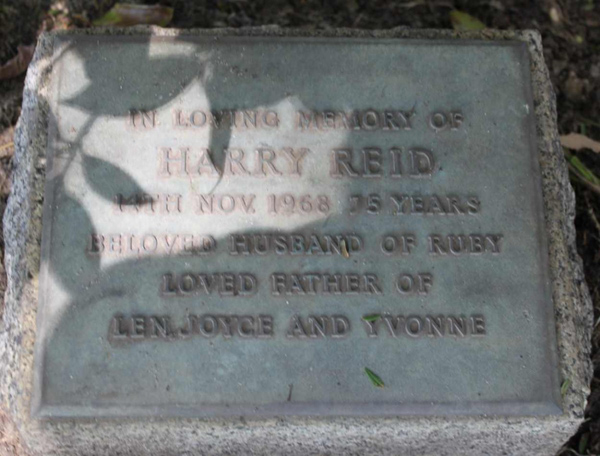 IN LOVING MEMORY OF
HARRY REID
14TH NOV. 1968 75 YEARS
BELOVED HUSBAND OF RUBY
LOVED FATHER OF
LEN, JOYCE AND YVONNE